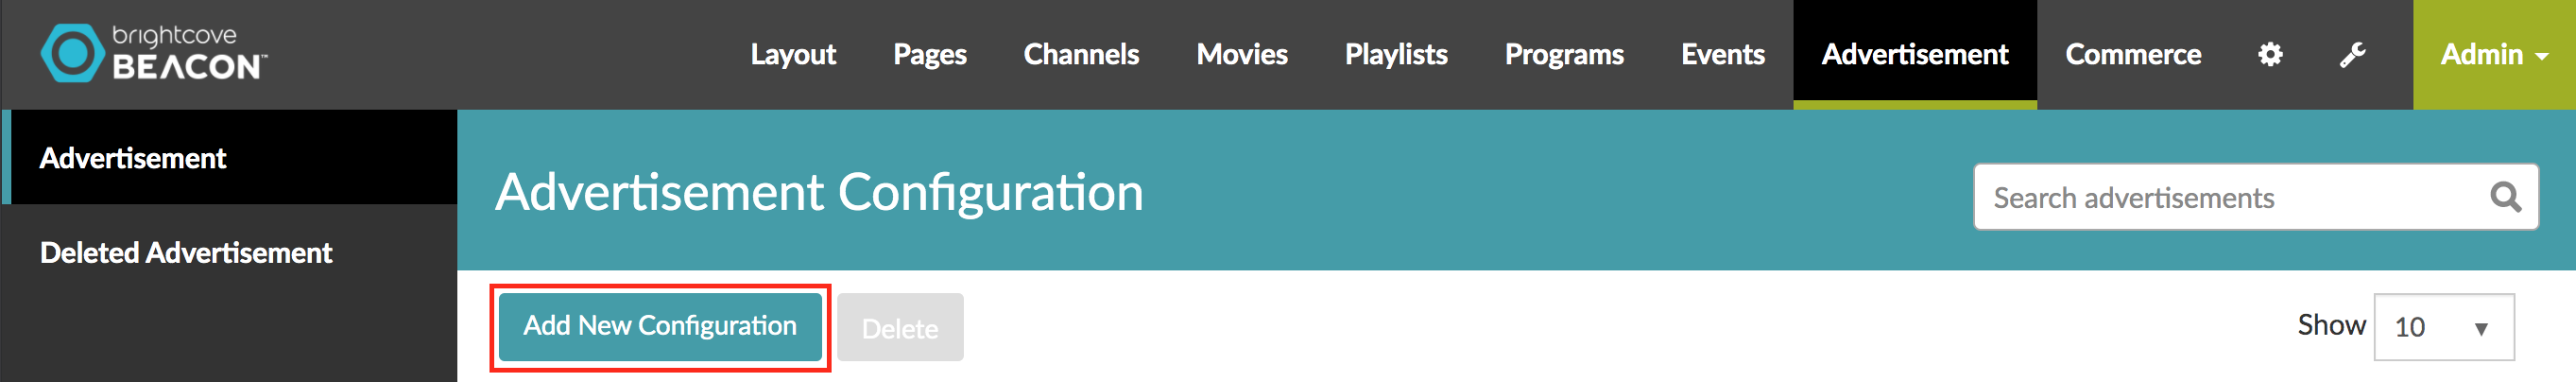 brightcove
BEACON™
Layout Pages Channels Movies Playlists Programs Events Advertisement Commerce Admin
Advertisement
Deleted Advertisement
Advertisement Configuration
Search advertisements
Add New Configuration Delete
Show 10